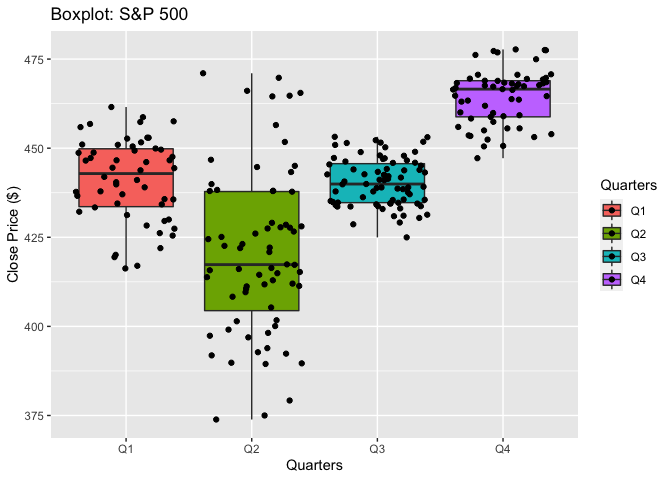 Boxplot: S&P 500
Close Price ($)
475
450
425
400
375
Q1
Q2
Q3
Q4
Quarters
Quarters
Q1
Q2
Q3
Q4